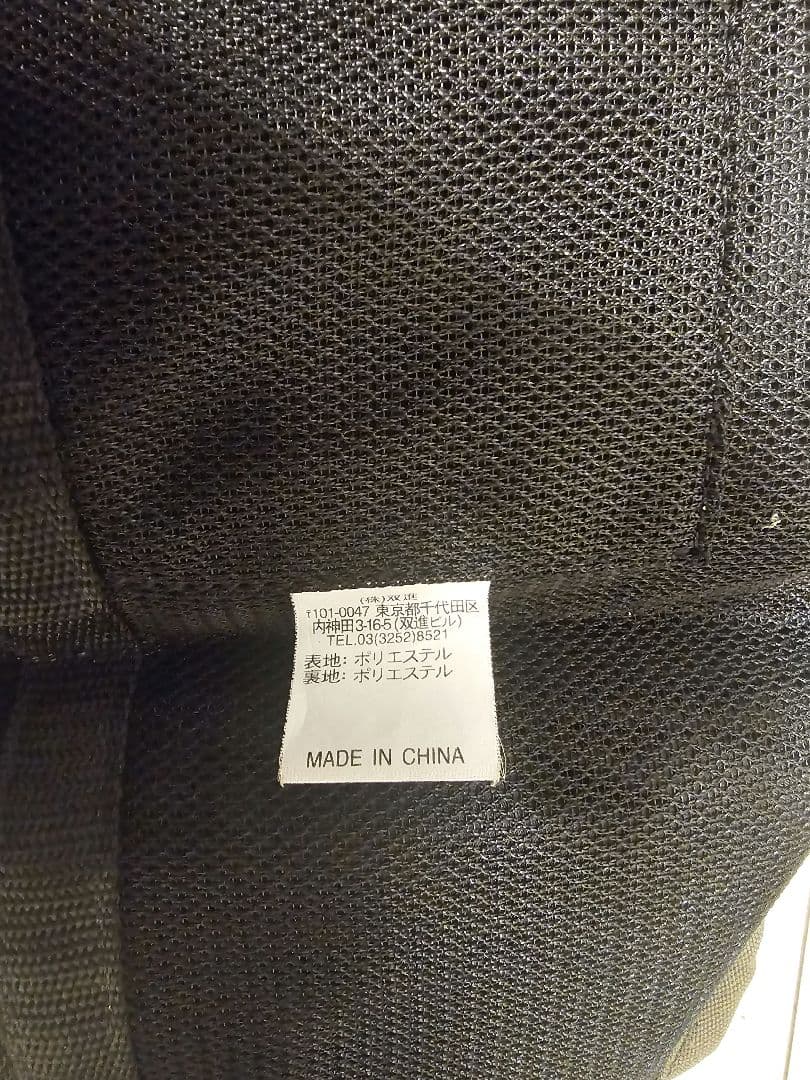 (株)双進
〒101-0047 東京都千代田区
内神田3-16-5(双進ビル)
TEL.03(3252)8521
表地:ポリエステル
裏地:ポリエステル
MADE IN CHINA